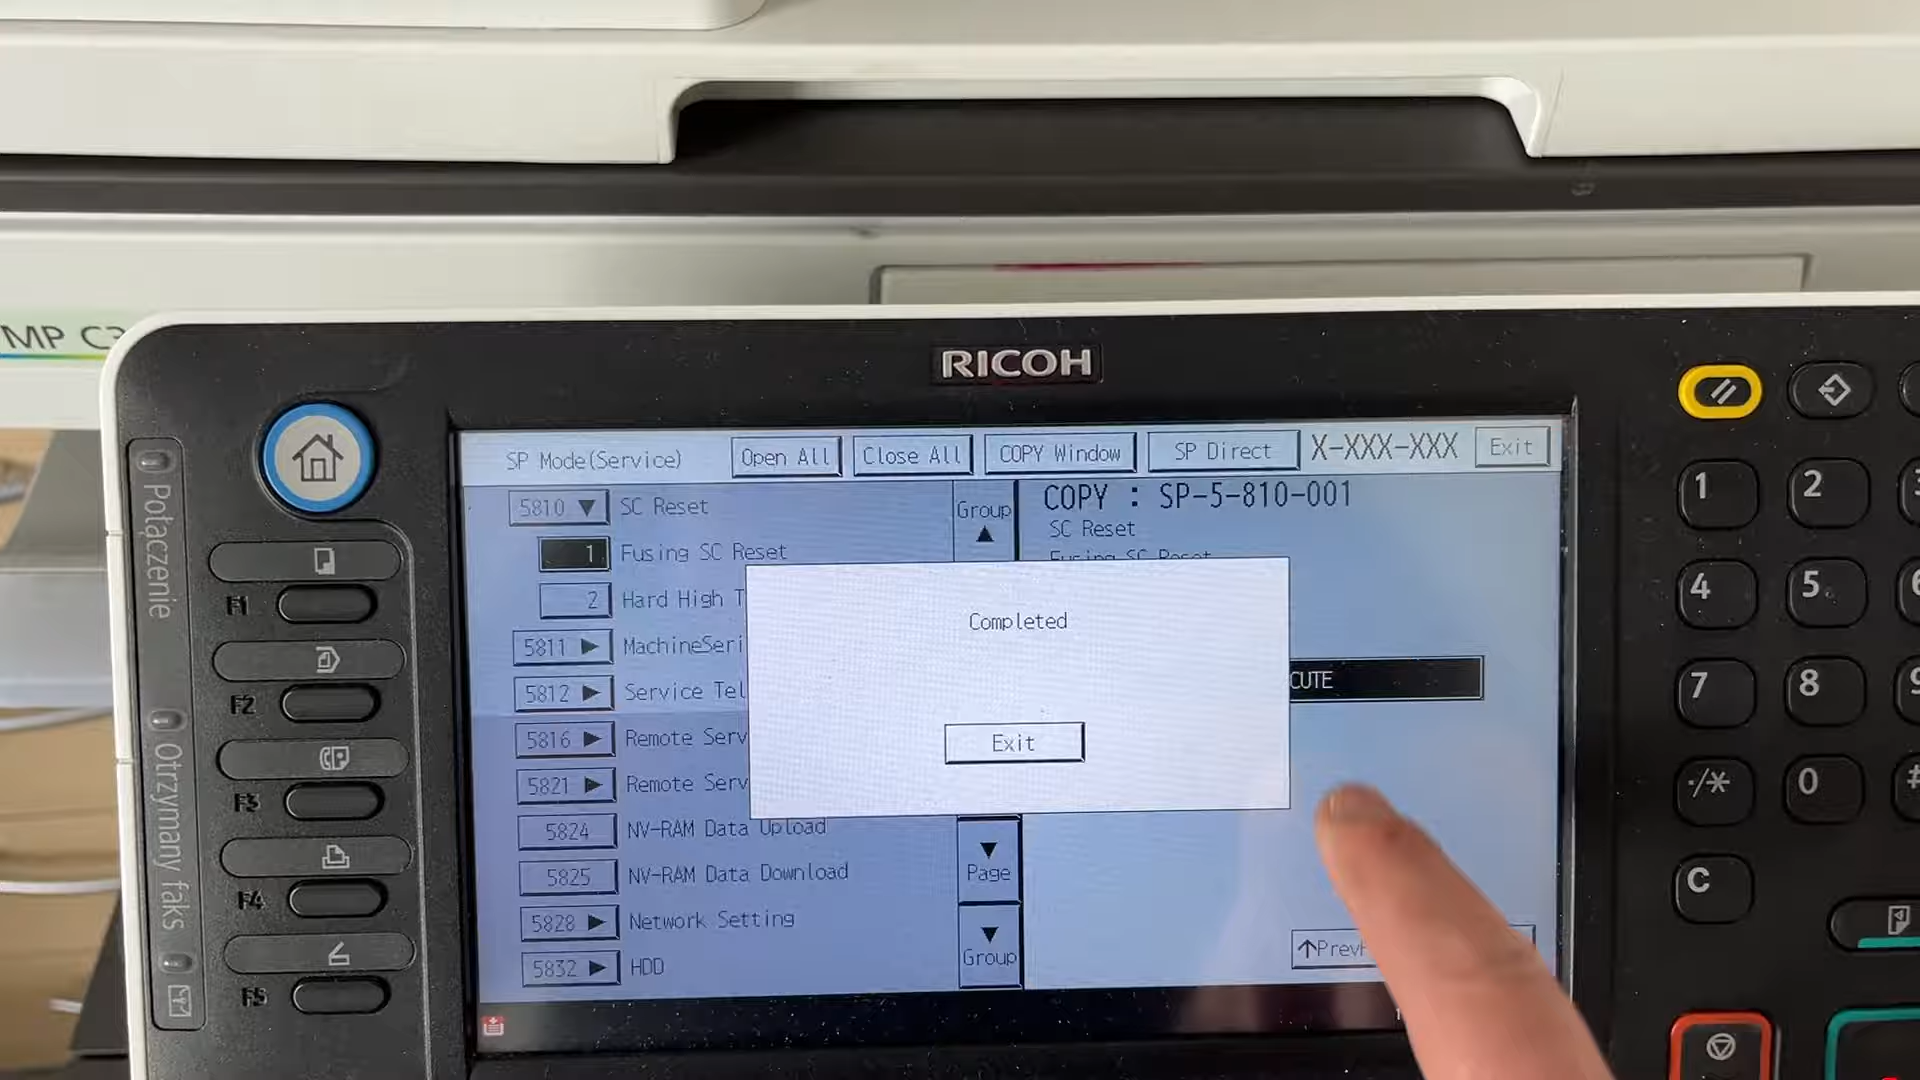 MP C3
RICOH
SP Mode(Service)
Open All
Close All
COPY Window
SP Direct
X-XXX-XXX
Exit
5810 ▼ SC Reset
1 Fusing SC Reset
2 Hard High T
5811 ▶ MachineSeri
5812 ▶ Service Tel
5816 ▶ Remote Serv
5821 ▶ Remote Serv
5824 NV-RAM Data Upload
5825 NV-RAM Data Download
5828 ▶ Network Setting
5832 ▶ HDD
Group
▲
▼
Page
▼
Group
COPY : SP-5-810-001
SC Reset
Fusing SC Reset
CUTE
↑Prev
Completed
Exit
Połączenie
Otrzymany faks
F1
F2
F3
F4
F5
1
2
4
5
7
8
·/*
0
C